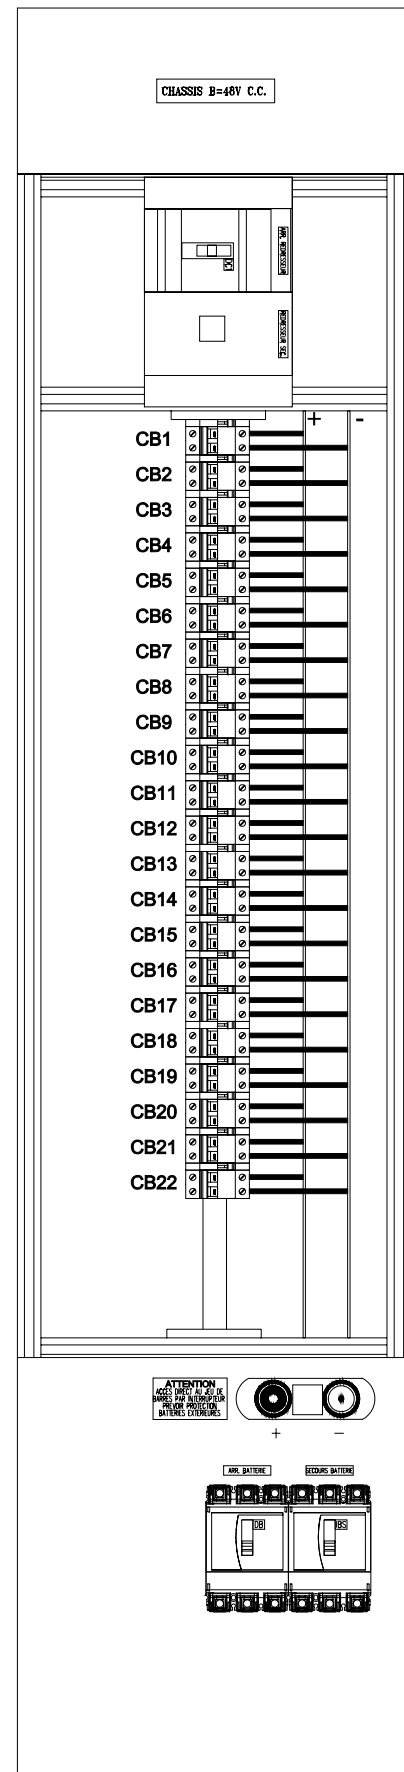 CHASSIS B=48V C.C.
ARR. REDRESSEUR
DC1
REDRESSEUR SEC.
+ -
CB1
CB2
CB3
CB4
CB5
CB6
CB7
CB8
CB9
CB10
CB11
CB12
CB13
CB14
CB15
CB16
CB17
CB18
CB19
CB20
CB21
CB22
ATTENTION
ACCES DIRECT AU JEU DE
BARRES PAR INTERRUPTEUR
PREVOIR PROTECTION
BATTERIES EXTERIEURES
+ -
ARR. BATTERIE SECOURS BATTERIE
DB DBS